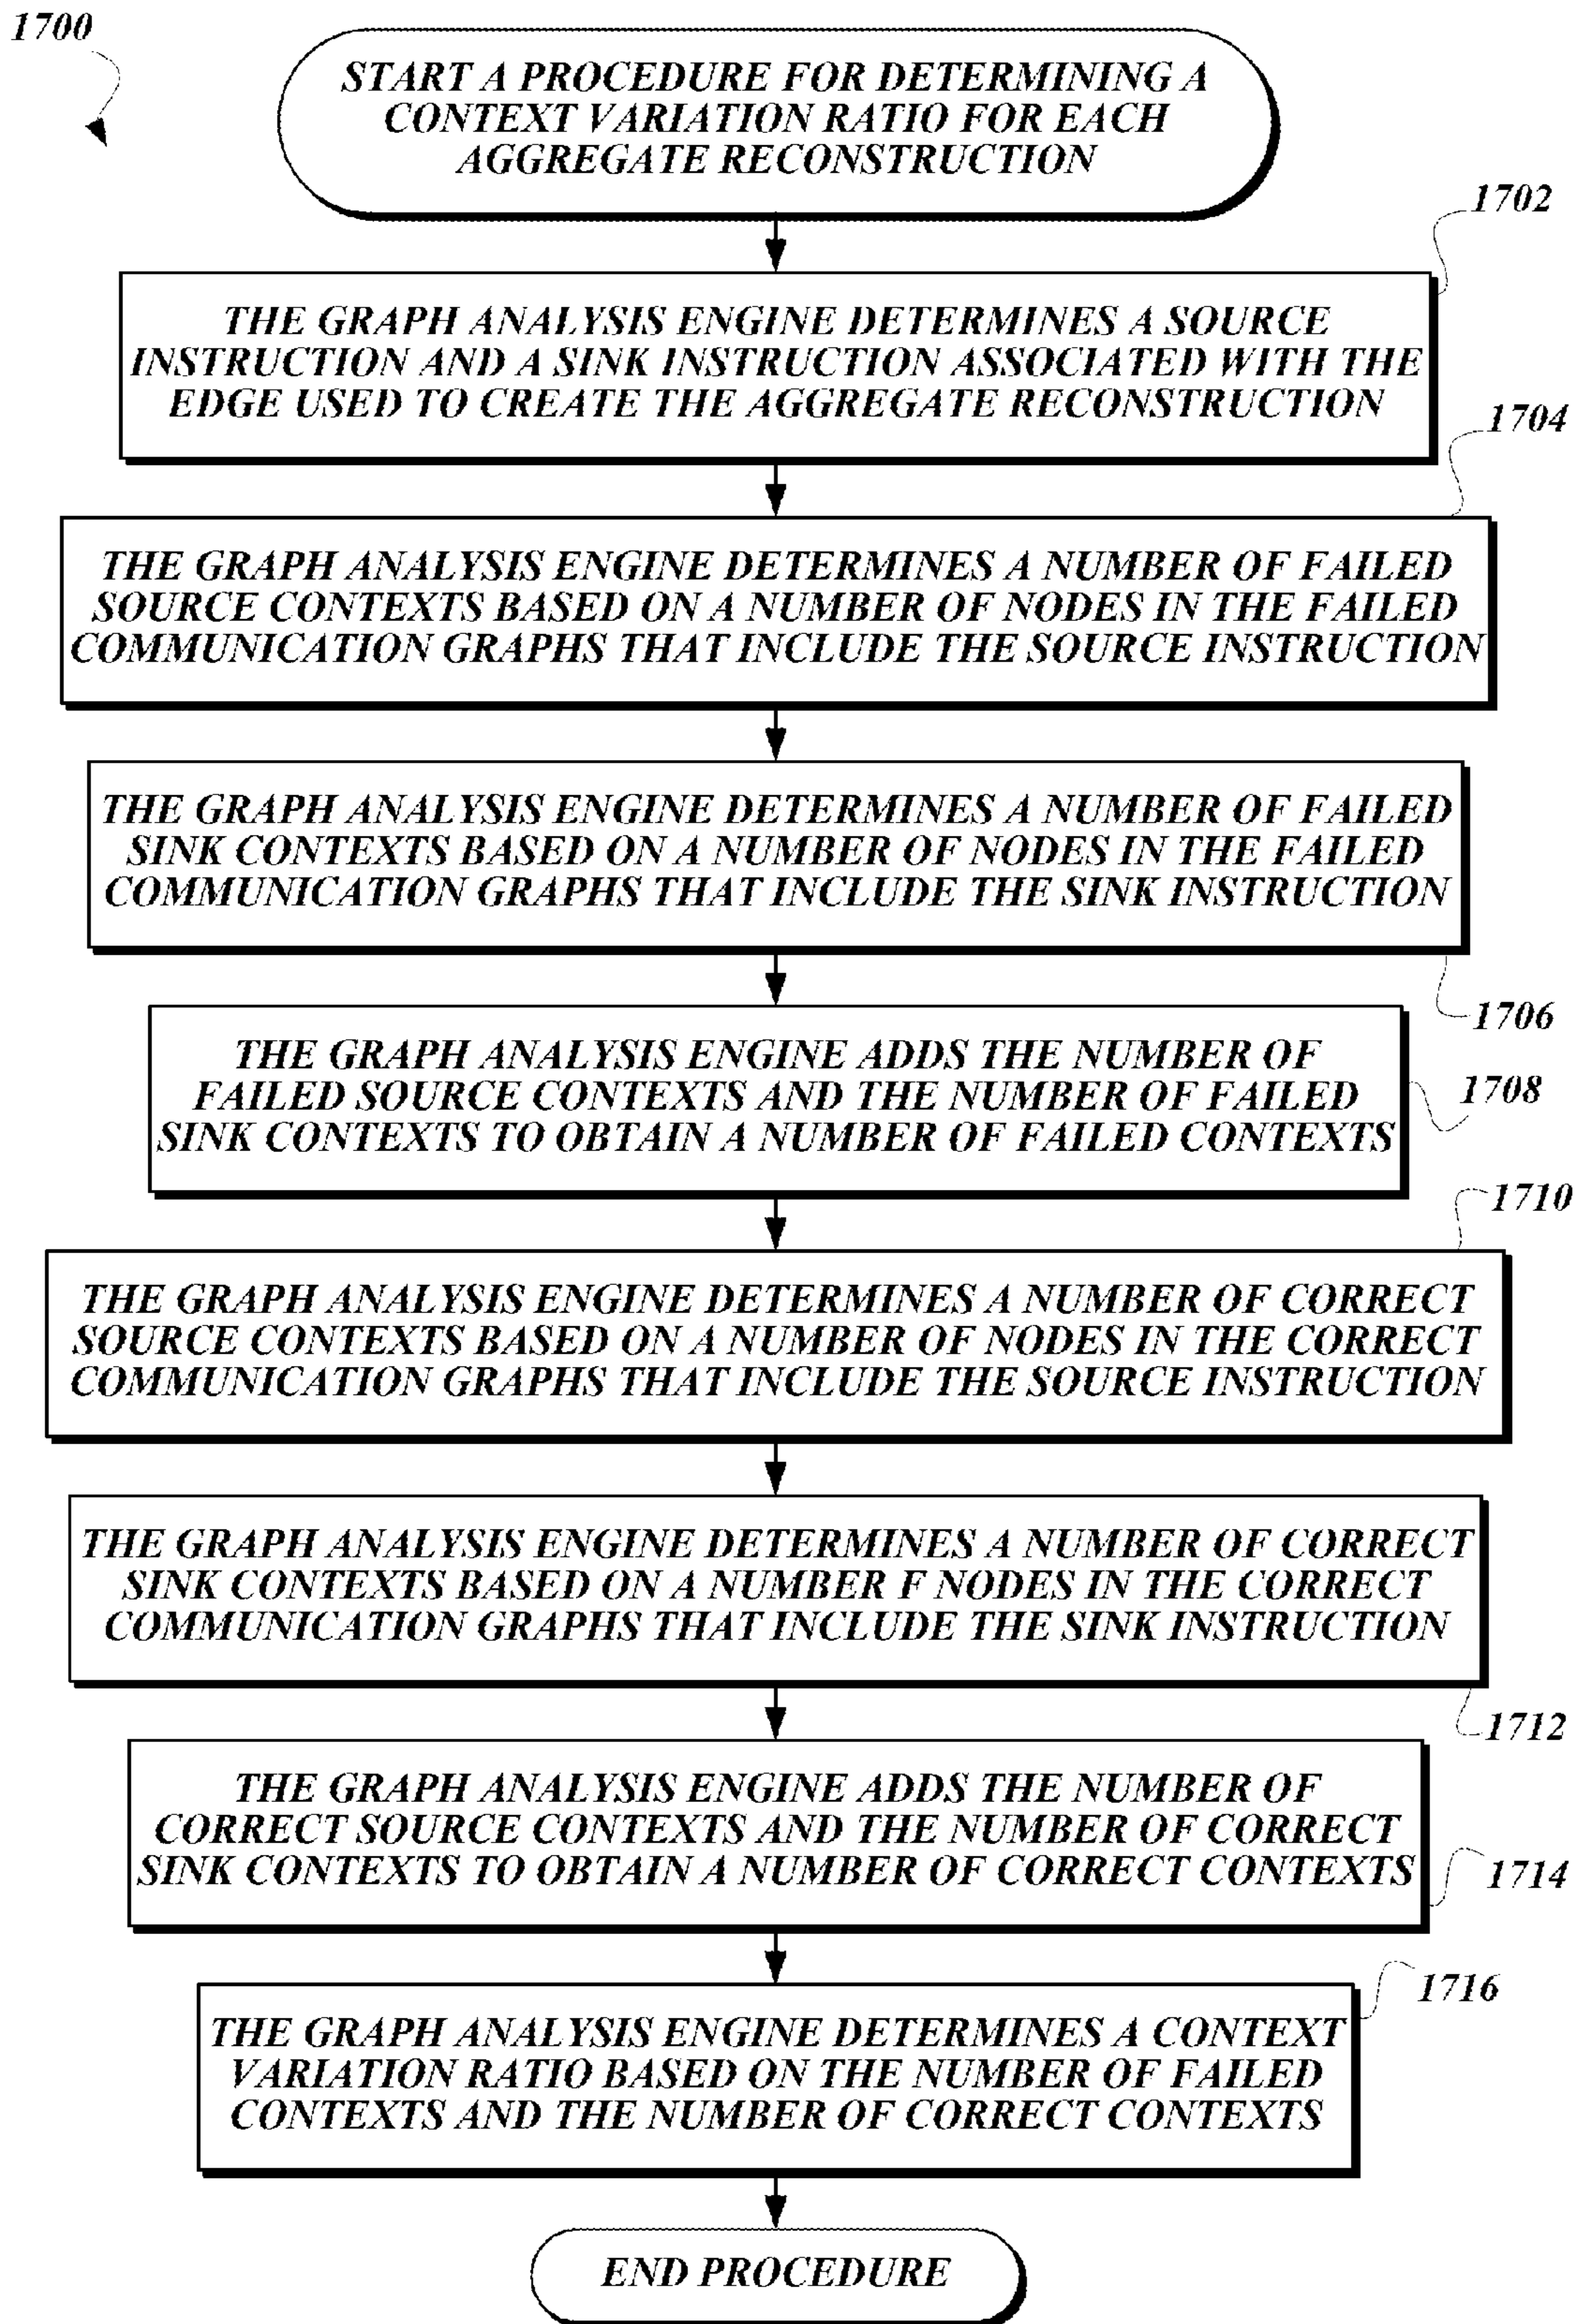 1700
START A PROCEDURE FOR DETERMINING A
CONTEXT VARIATION RATIO FOR EACH
AGGREGATE RECONSTRUCTION
1702
THE GRAPH ANALYSIS ENGINE DETERMINES A SOURCE
INSTRUCTION AND A SINK INSTRUCTION ASSOCIATED WITH THE
EDGE USED TO CREATE THE AGGREGATE RECONSTRUCTION
1704
THE GRAPH ANALYSIS ENGINE DETERMINES A NUMBER OF FAILED
SOURCE CONTEXTS BASED ON A NUMBER OF NODES IN THE FAILED
COMMUNICATION GRAPHS THAT INCLUDE THE SOURCE INSTRUCTION
THE GRAPH ANALYSIS ENGINE DETERMINES A NUMBER OF FAILED
SINK CONTEXTS BASED ON A NUMBER OF NODES IN THE FAILED
COMMUNICATION GRAPHS THAT INCLUDE THE SINK INSTRUCTION
1706
THE GRAPH ANALYSIS ENGINE ADDS THE NUMBER OF
FAILED SOURCE CONTEXTS AND THE NUMBER OF FAILED
SINK CONTEXTS TO OBTAIN A NUMBER OF FAILED CONTEXTS
1708
1710
THE GRAPH ANALYSIS ENGINE DETERMINES A NUMBER OF CORRECT
SOURCE CONTEXTS BASED ON A NUMBER OF NODES IN THE CORRECT
COMMUNICATION GRAPHS THAT INCLUDE THE SOURCE INSTRUCTION
THE GRAPH ANALYSIS ENGINE DETERMINES A NUMBER OF CORRECT
SINK CONTEXTS BASED ON A NUMBER F NODES IN THE CORRECT
COMMUNICATION GRAPHS THAT INCLUDE THE SINK INSTRUCTION
1712
THE GRAPH ANALYSIS ENGINE ADDS THE NUMBER OF
CORRECT SOURCE CONTEXTS AND THE NUMBER OF CORRECT
SINK CONTEXTS TO OBTAIN A NUMBER OF CORRECT CONTEXTS
1714
1716
THE GRAPH ANALYSIS ENGINE DETERMINES A CONTEXT
VARIATION RATIO BASED ON THE NUMBER OF FAILED
CONTEXTS AND THE NUMBER OF CORRECT CONTEXTS
END PROCEDURE